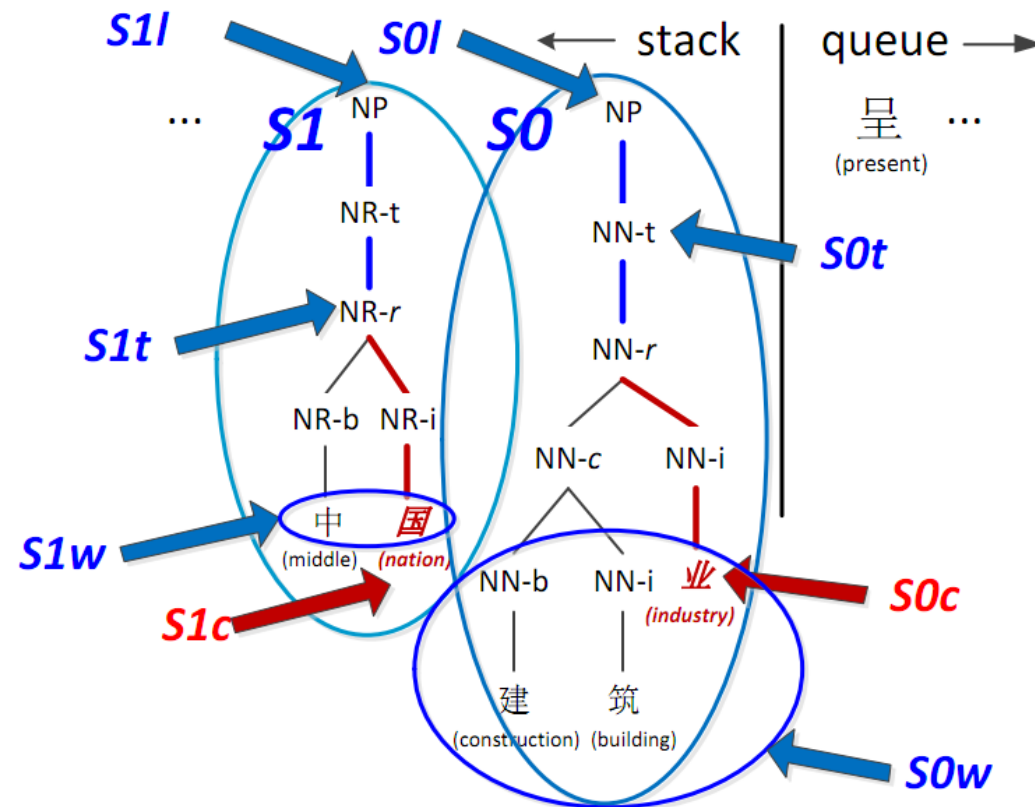 S1l S0l stack queue
... S1 NP S0 NP 呈 ...
(present)
NR-t NN-t S0t
S1t NR-r NN-r
NR-b NR-i NN-c NN-i
S1w 中 国
(middle) (nation)
NN-b NN-i 业 S0c
S1c (industry)
建 筑
(construction) (building)
S0w